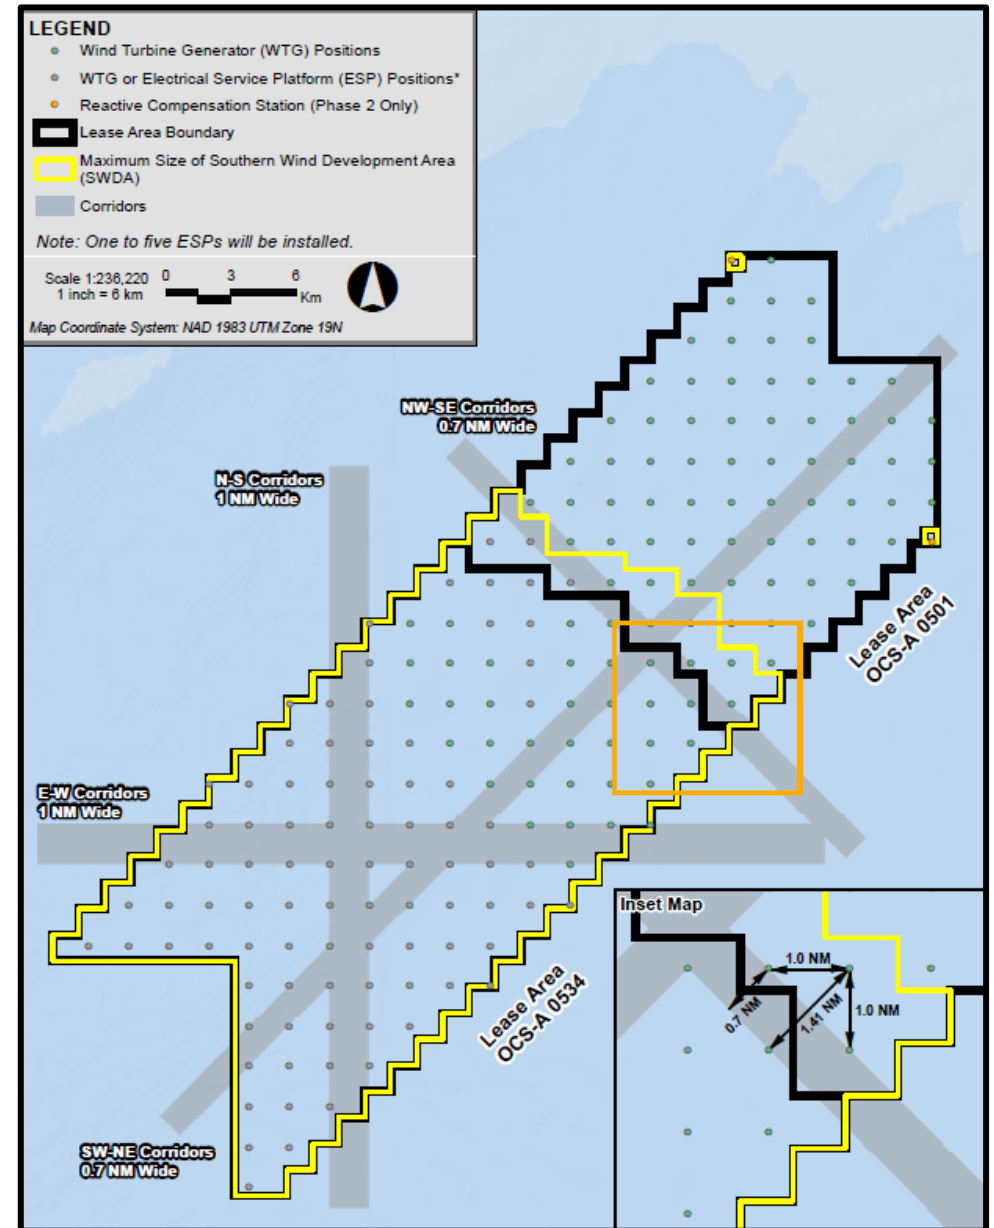 LEGEND
Wind Turbine Generator (WTG) Positions
WTG or Electrical Service Platform (ESP) Positions*
Reactive Compensation Station (Phase 2 Only)
Lease Area Boundary
Maximum Size of Southern Wind Development Area
(SWDA)
Corridors
Note: One to five ESPs will be installed.
Scale 1:236,220
1 inch = 6 km
0 3 6
Km
Map Coordinate System: NAD 1983 UTM Zone 19N
NW-SE Corridors
0.7 NM Wide
N-S Corridors
1 NM Wide
Lease Area
OCS-A 0501
E-W Corridors
1 NM Wide
Lease Area
OCS-A 0534
SW-NE Corridors
0.7 NM Wide
Inset Map
1.0 NM
0.7 NM
1.41 NM
1.0 NM